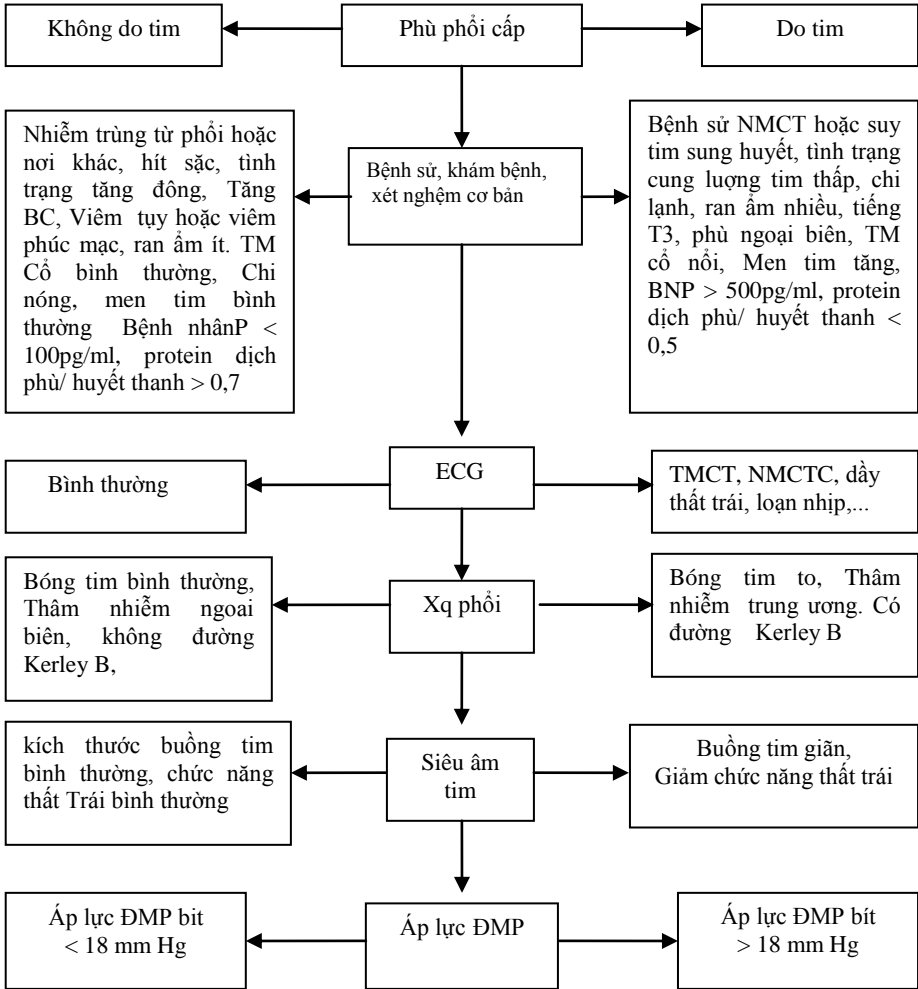 Không do tim
Phù phổi cấp
Do tim
Nhiễm trùng từ phổi hoặc
nơi khác, hít sặc, tình
trạng tăng đông, Tăng
BC, Viêm tụy hoặc viêm
phúc mạc, ran ẩm ít. TM
Cổ bình thường, Chi
nóng, men tim bình
thường Bệnh nhânP <
100pg/ml, protein dịch
phù/ huyết thanh > 0,7
Bệnh sử, khám bệnh,
xét nghệm cơ bản
Bệnh sử NMCT hoặc suy
tim sung huyết, tình trạng
cung luợng tim thấp, chi
lạnh, ran ẩm nhiều, tiếng
T3, phù ngoại biên, TM
cổ nổi, Men tim tăng,
BNP > 500pg/ml, protein
dịch phù/ huyết thanh <
0,5
Bình thường
ECG
TMCT, NMCTC, dầy
thất trái, loạn nhịp,...
Bóng tim bình thường,
Thâm nhiễm ngoai
biên, không đường
Kerley B,
Xq phổi
Bóng tim to, Thâm
nhiễm trung ương. Có
đường Kerley B
kích thước buồng tim
bình thường, chức năng
thất Trái bình thường
Siêu âm
tim
Buồng tim giãn,
Giảm chức năng thất trái
Áp lực ĐMP bit
< 18 mm Hg
Áp lực ĐMP
Áp lực ĐMP bít
> 18 mm Hg